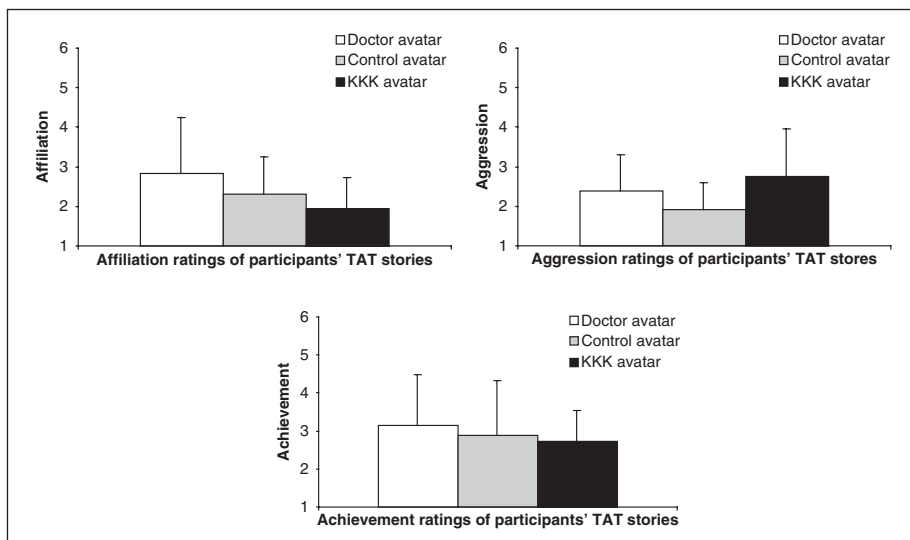 6
5
4
3
2
1
Affiliation
Doctor avatar
Control avatar
KKK avatar
Affiliation ratings of participants' TAT stories
6
5
4
3
2
1
Aggression
Doctor avatar
Control avatar
KKK avatar
Aggression ratings of participants' TAT stores
6
5
4
3
2
1
Achievement
Doctor avatar
Control avatar
KKK avatar
Achievement ratings of participants' TAT stories